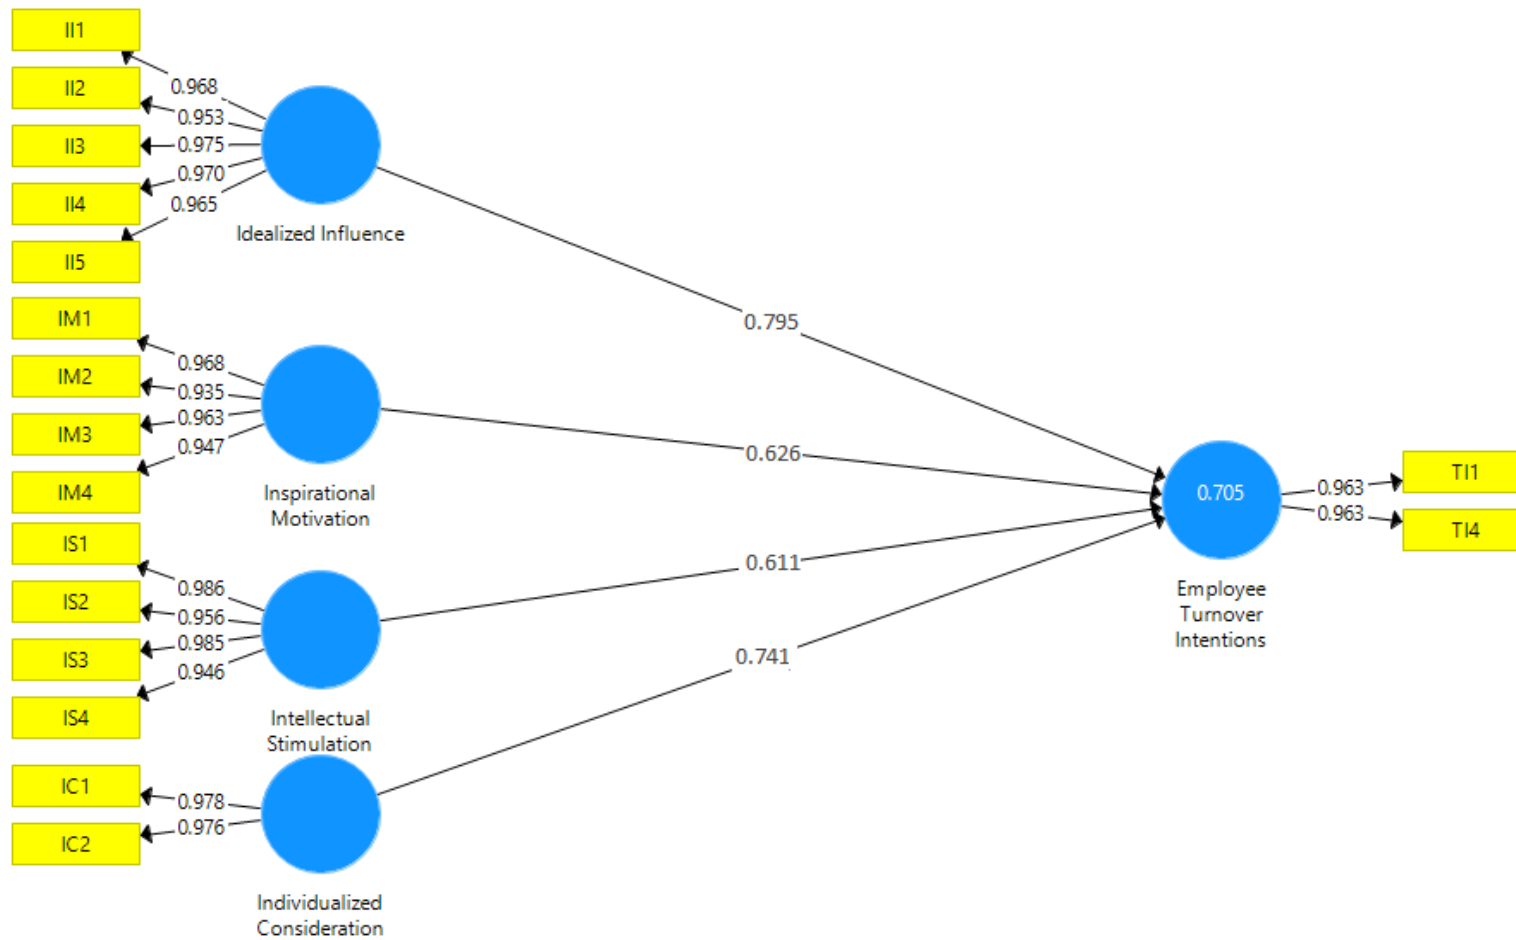 II1
0.968
II2
0.953
II3
0.975
0.970
II4
0.965
Idealized Influence
II5
0.795
IM1
0.968
IM2
0.935
IM3
0.963
0.947
IM4
Inspirational
Motivation
0.626
0.705
0.963
TI1
0.963
TI4
IS1
0.986
IS2
0.956
IS3
0.985
0.946
IS4
Intellectual
Stimulation
0.611
Employee
Turnover
Intentions
0.741
IC1
0.978
0.976
IC2
Individualized
Consideration